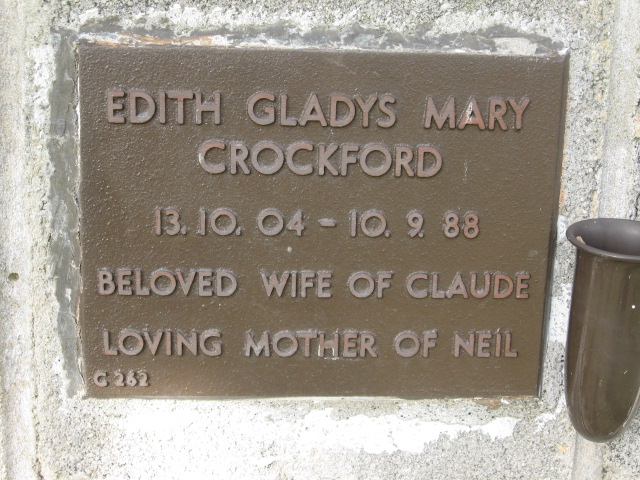 EDITH GLADYS MARY
CROCKFORD
13. 10. 04 - 10. 9. 88
BELOVED WIFE OF CLAUDE
LOVING MOTHER OF NEIL
C 262